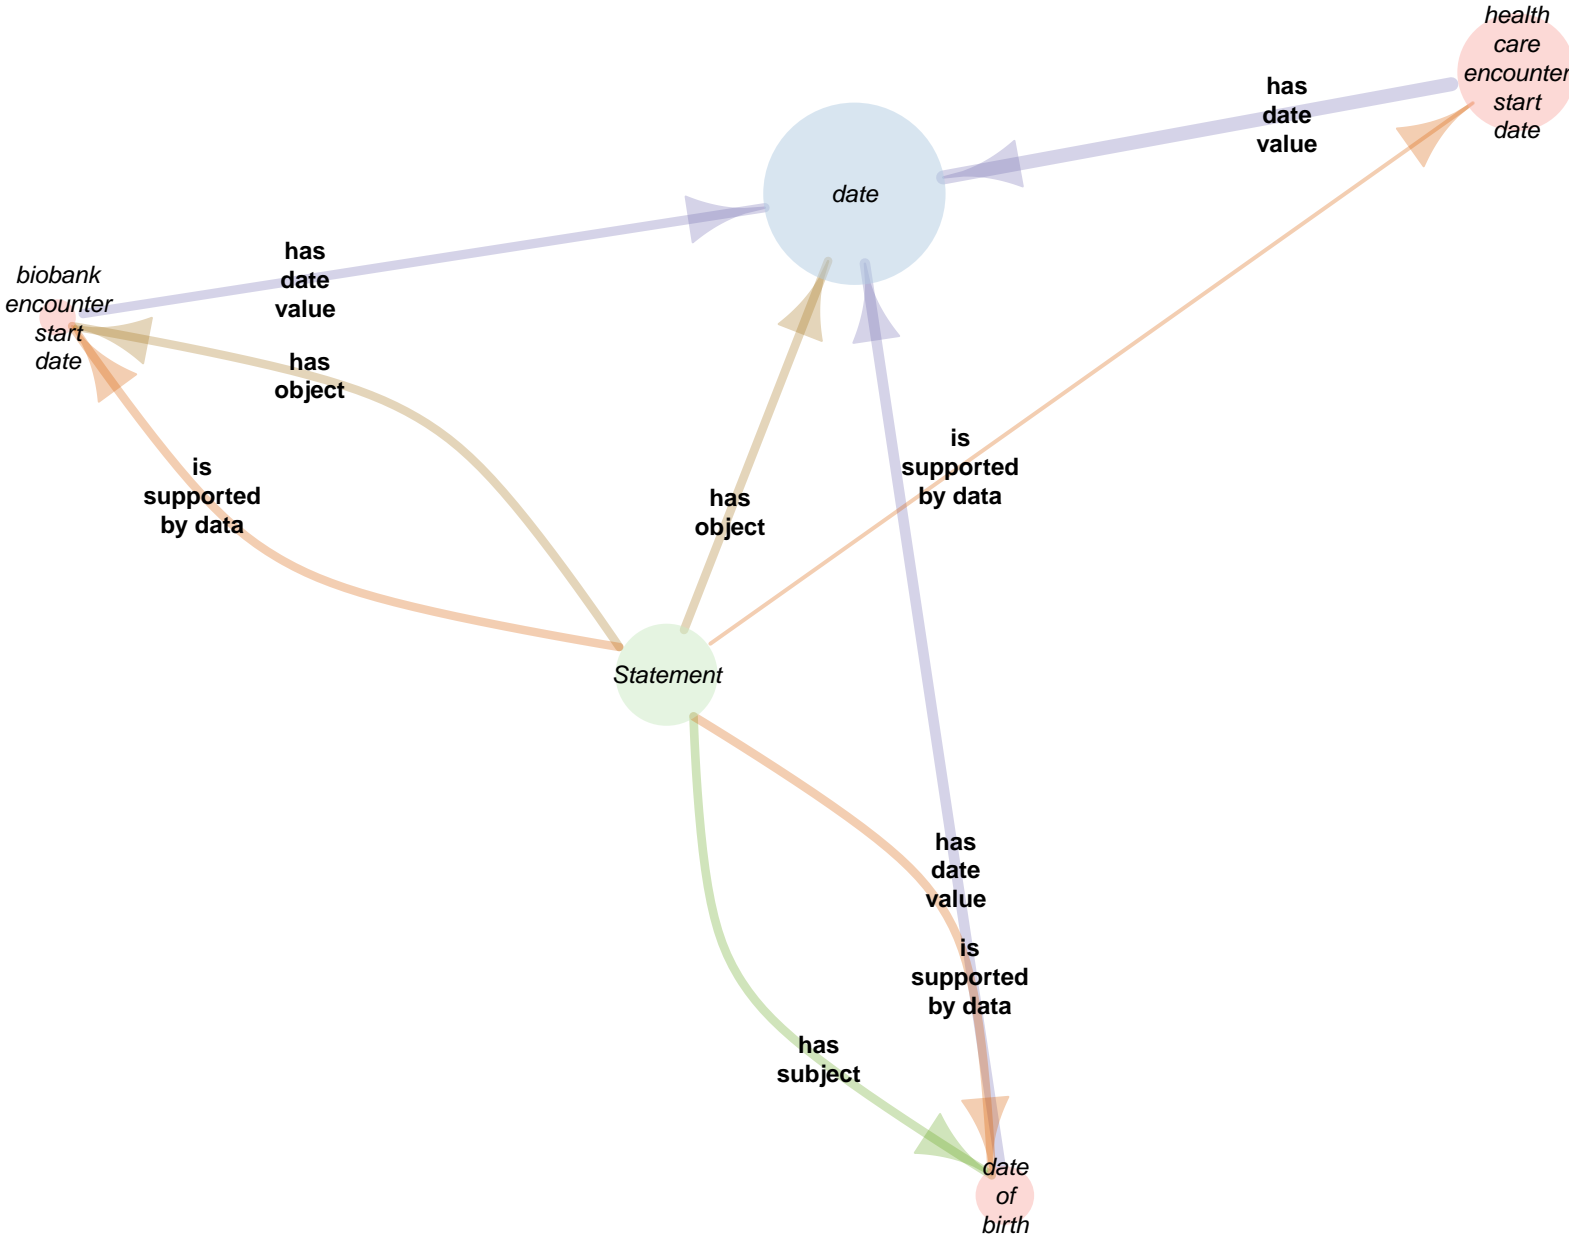 health
care
encounter
start
date
has
date
value
date
has
date
value
biobank
encounter
start
date
has
object
is
supported
by data
is
supported
by data
has
object
Statement
has
date
value
is
supported
by data
has
subject
date
of
birth